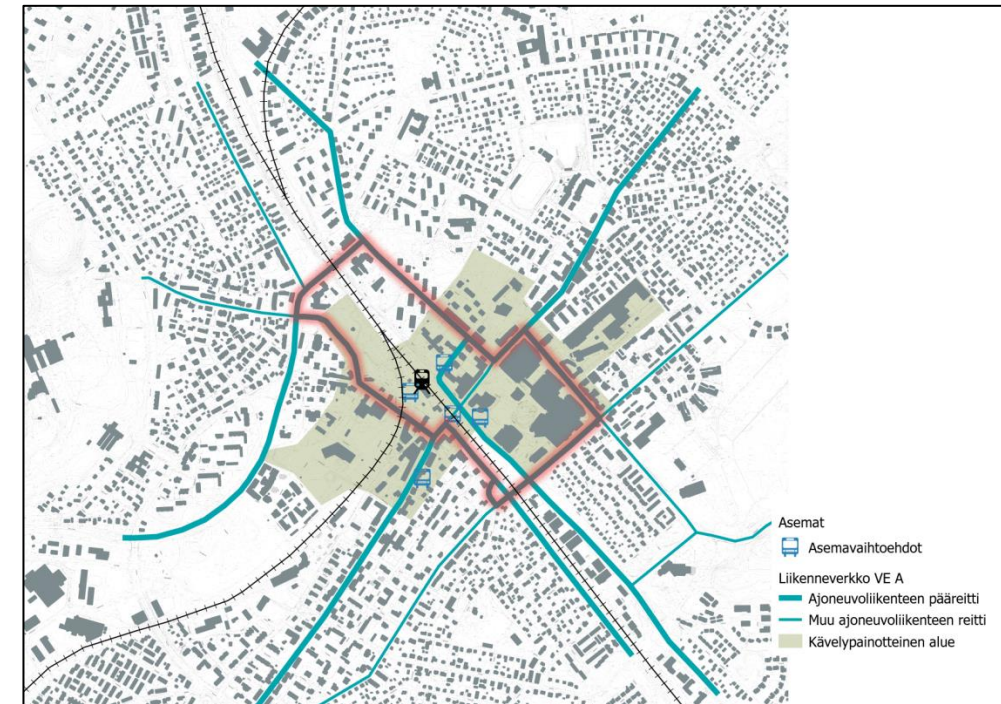 Asemat
Asemavaihtoehdot
Liikenneverkko VE A
Ajoneuvoliikenteen pääreitti
Muu ajoneuvoliikenteen reitti
Kävelypainotteinen alue